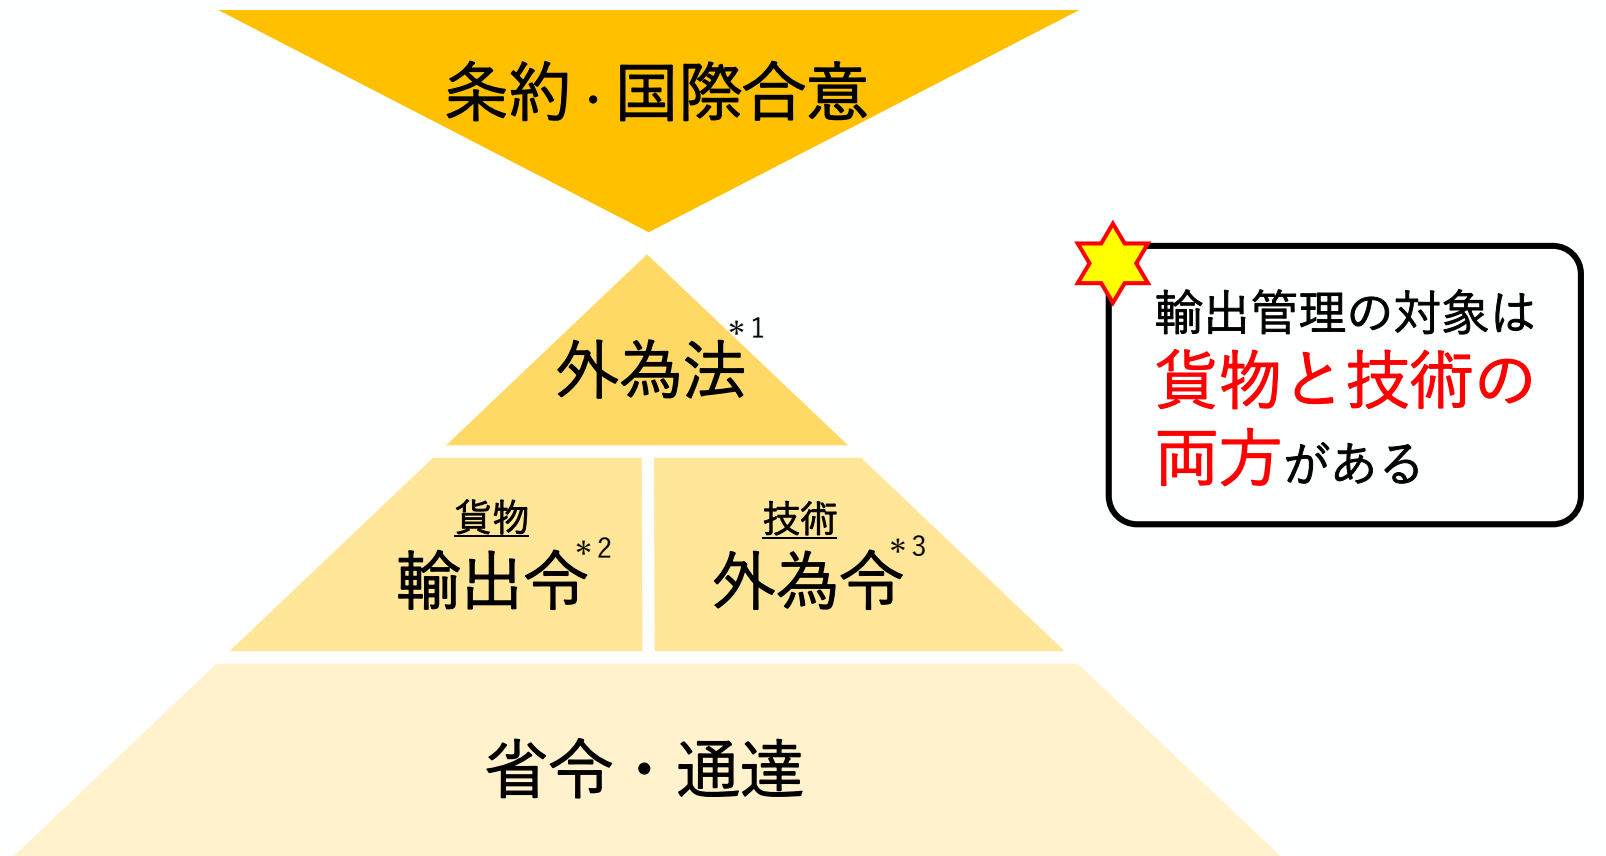 条約・国際合意
外為法＊1
輸出管理の対象は
貨物と技術の
両方がある
貨物
輸出令＊2
技術
外為令＊3
省令・通達